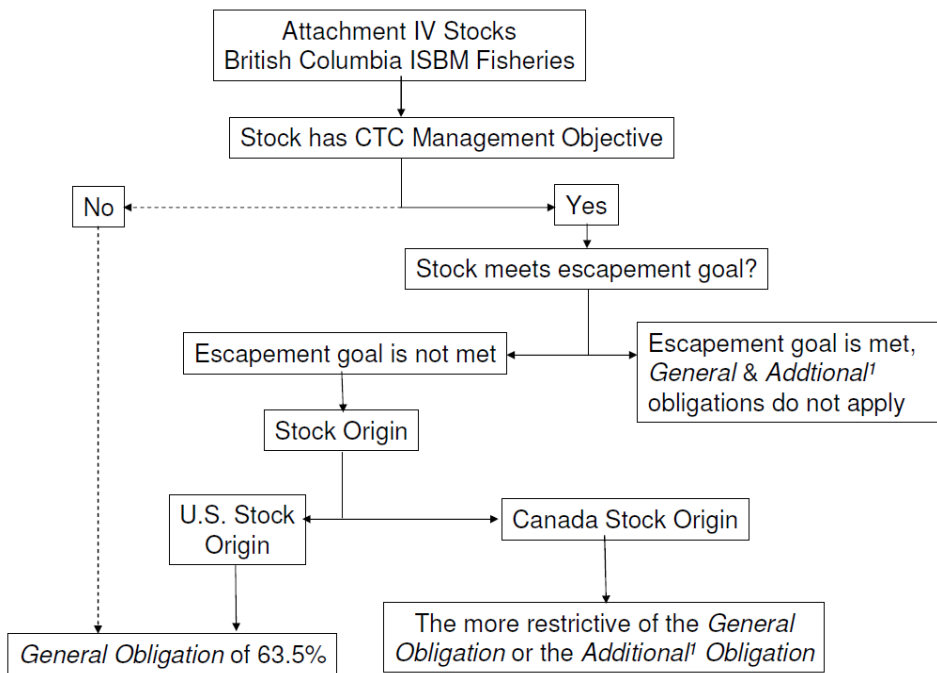 Attachment IV Stocks
British Columbia ISBM Fisheries
Stock has CTC Management Objective
No
Yes
Stock meets escapement goal?
Escapement goal is not met
Escapement goal is met,
General & Addtional¹
obligations do not apply
Stock Origin
U.S. Stock
Origin
Canada Stock Origin
General Obligation of 63.5%
The more restrictive of the General
Obligation or the Additional¹ Obligation